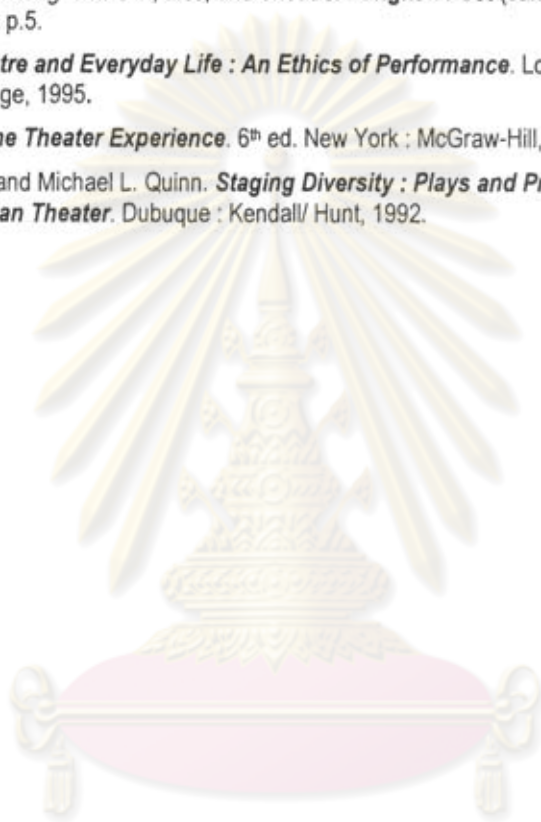 p.5.
tre and Everyday Life : An Ethics of Performance. Lo
ge, 1995.
e Theater Experience. 6th ed. New York : McGraw-Hill,
and Michael L. Quinn. Staging Diversity : Plays and Pr
an Theater. Dubuque : Kendall/ Hunt, 1992.